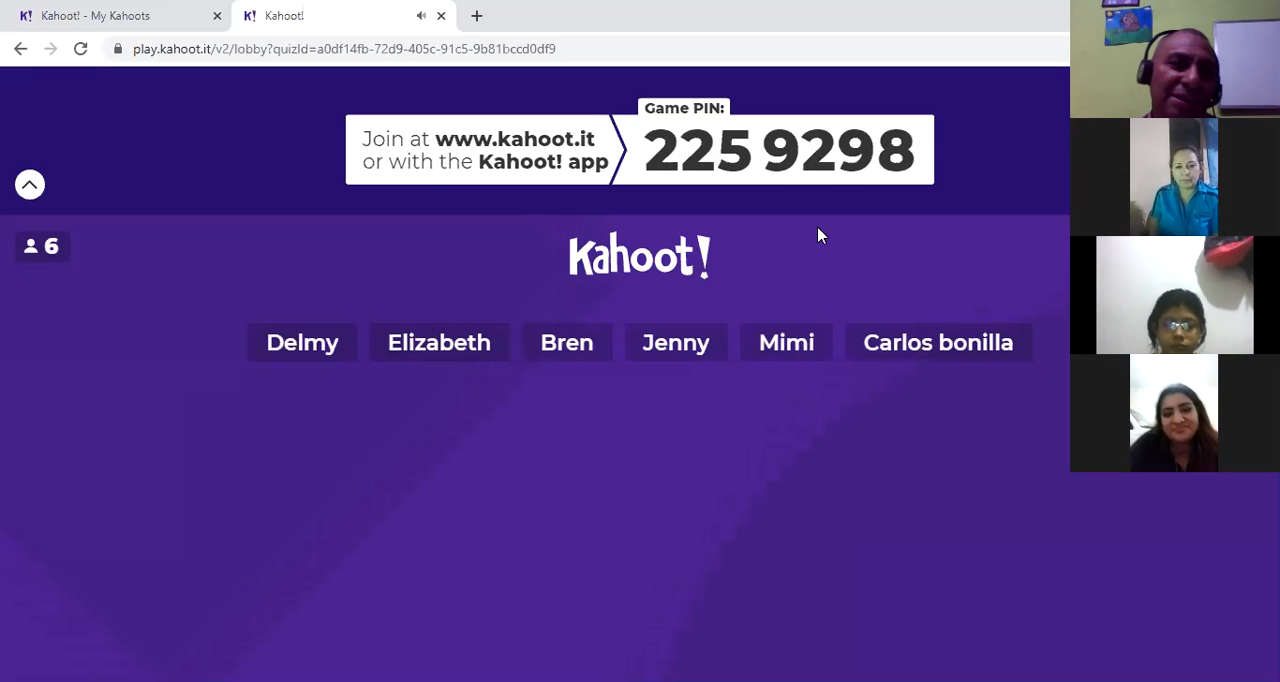 Kahoot! - My Kahoots
Kahoot!
play.kahoot.it/v2/lobby?quizId=a0df14fb-72d9-405c-91c5-9b81bccd0df9
Game PIN:
Join at www.kahoot.it
or with the Kahoot! app
225 9298
6
Kahoot!
Delmy Elizabeth Bren Jenny Mimi Carlos bonilla